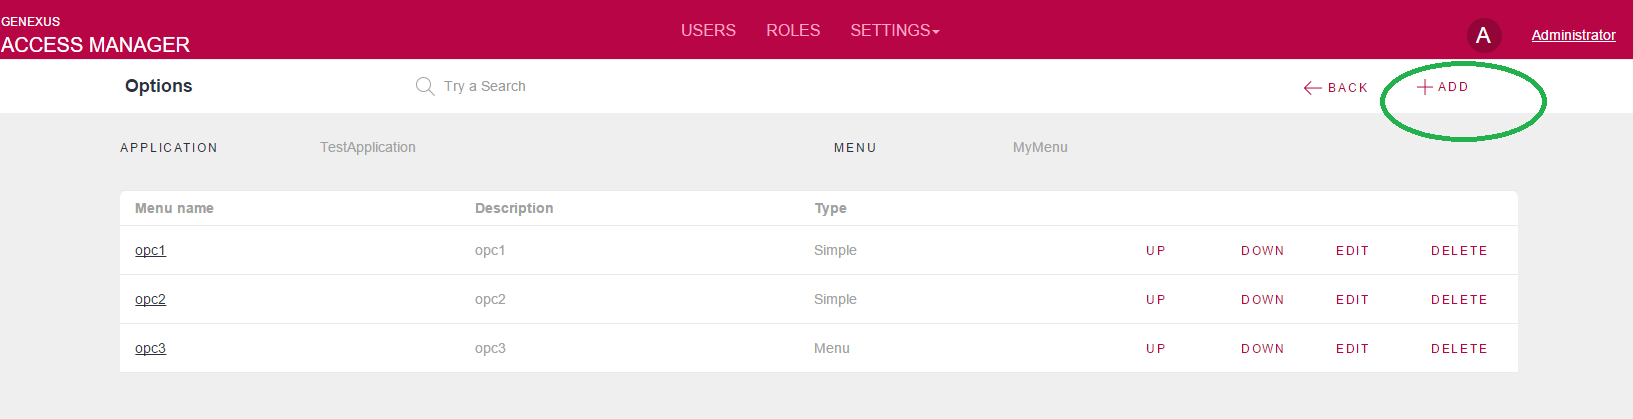 GENEXUS
ACCESS MANAGER
USERS ROLES SETTINGS
A Administrator
Options Try a Search BACK ADD
APPLICATION TestApplication MENU MyMenu
Menu name Description Type
opc1 opc1 Simple UP DOWN EDIT DELETE
opc2 opc2 Simple UP DOWN EDIT DELETE
opc3 opc3 Menu UP DOWN EDIT DELETE